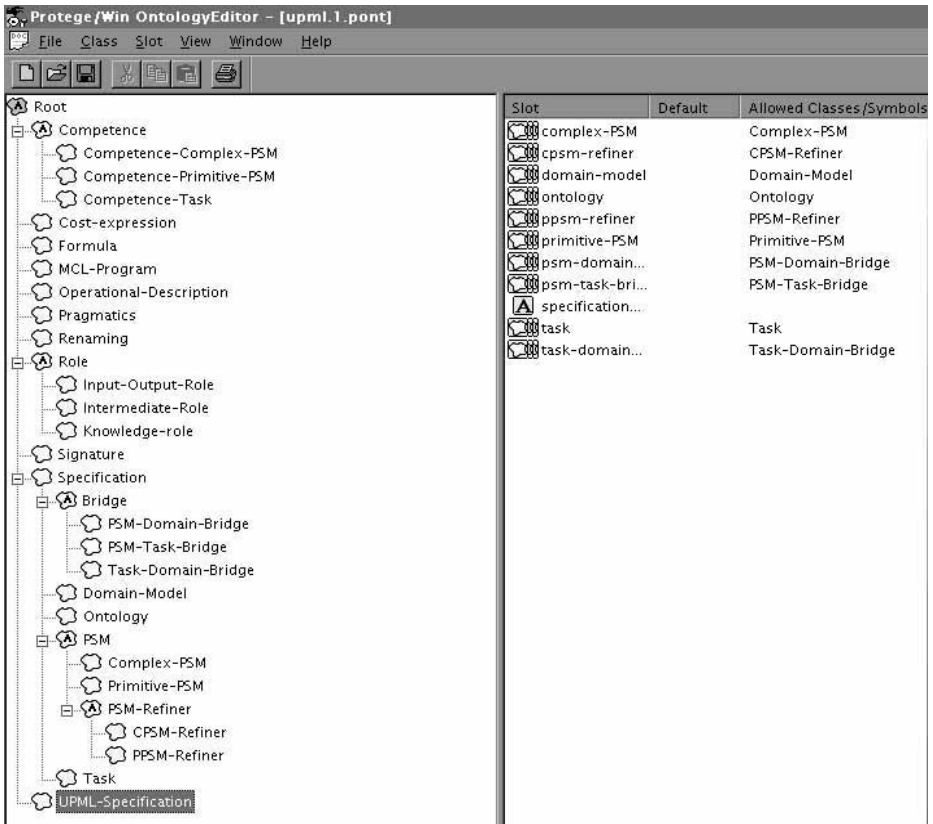 Protege/Win OntologyEditor - [upml.1.pont]
File Class Slot View Window Help
Root
Competence
Competence-Complex-PSM
Competence-Primitive-PSM
Competence-Task
Cost-expression
Formula
MCL-Program
Operational-Description
Pragmatics
Renaming
Role
Input-Output-Role
Intermediate-Role
Knowledge-role
Signature
Specification
Bridge
PSM-Domain-Bridge
PSM-Task-Bridge
Task-Domain-Bridge
Domain-Model
Ontology
PSM
Complex-PSM
Primitive-PSM
PSM-Refiner
CPSM-Refiner
PPSM-Refiner
Task
UPML-Specification
Slot Default Allowed Classes/Symbols
complex-PSM Complex-PSM
cpsm-refiner CPSM-Refiner
domain-model Domain-Model
ontology Ontology
ppsm-refiner PPSM-Refiner
primitive-PSM Primitive-PSM
psm-domain... PSM-Domain-Bridge
psm-task-bri... PSM-Task-Bridge
A specification...
task Task
task-domain... Task-Domain-Bridge